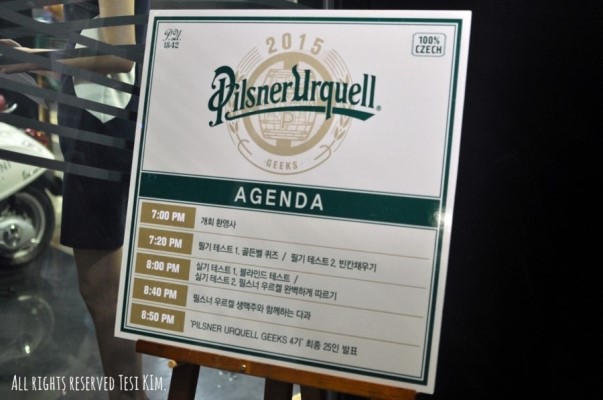 P.U.
1842
2015
100%
CZECH
Pilsner Urquell®
GEEKS
AGENDA
7:00 PM 개회 환영사
7:20 PM 필기 테스트 1. 골든벨 퀴즈 / 필기 테스트 2. 빈칸채우기
8:00 PM 실기 테스트 1. 블라인드 테스트 /
실기 테스트 2. 필스너 우르켈 완벽하게 따르기
8:40 PM 필스너 우르켈 생맥주와 함께하는 다과
8:50 PM 'PILSNER URQUELL GEEKS 4기' 최종 25인 발표
All rights reserved Tesi Kim.